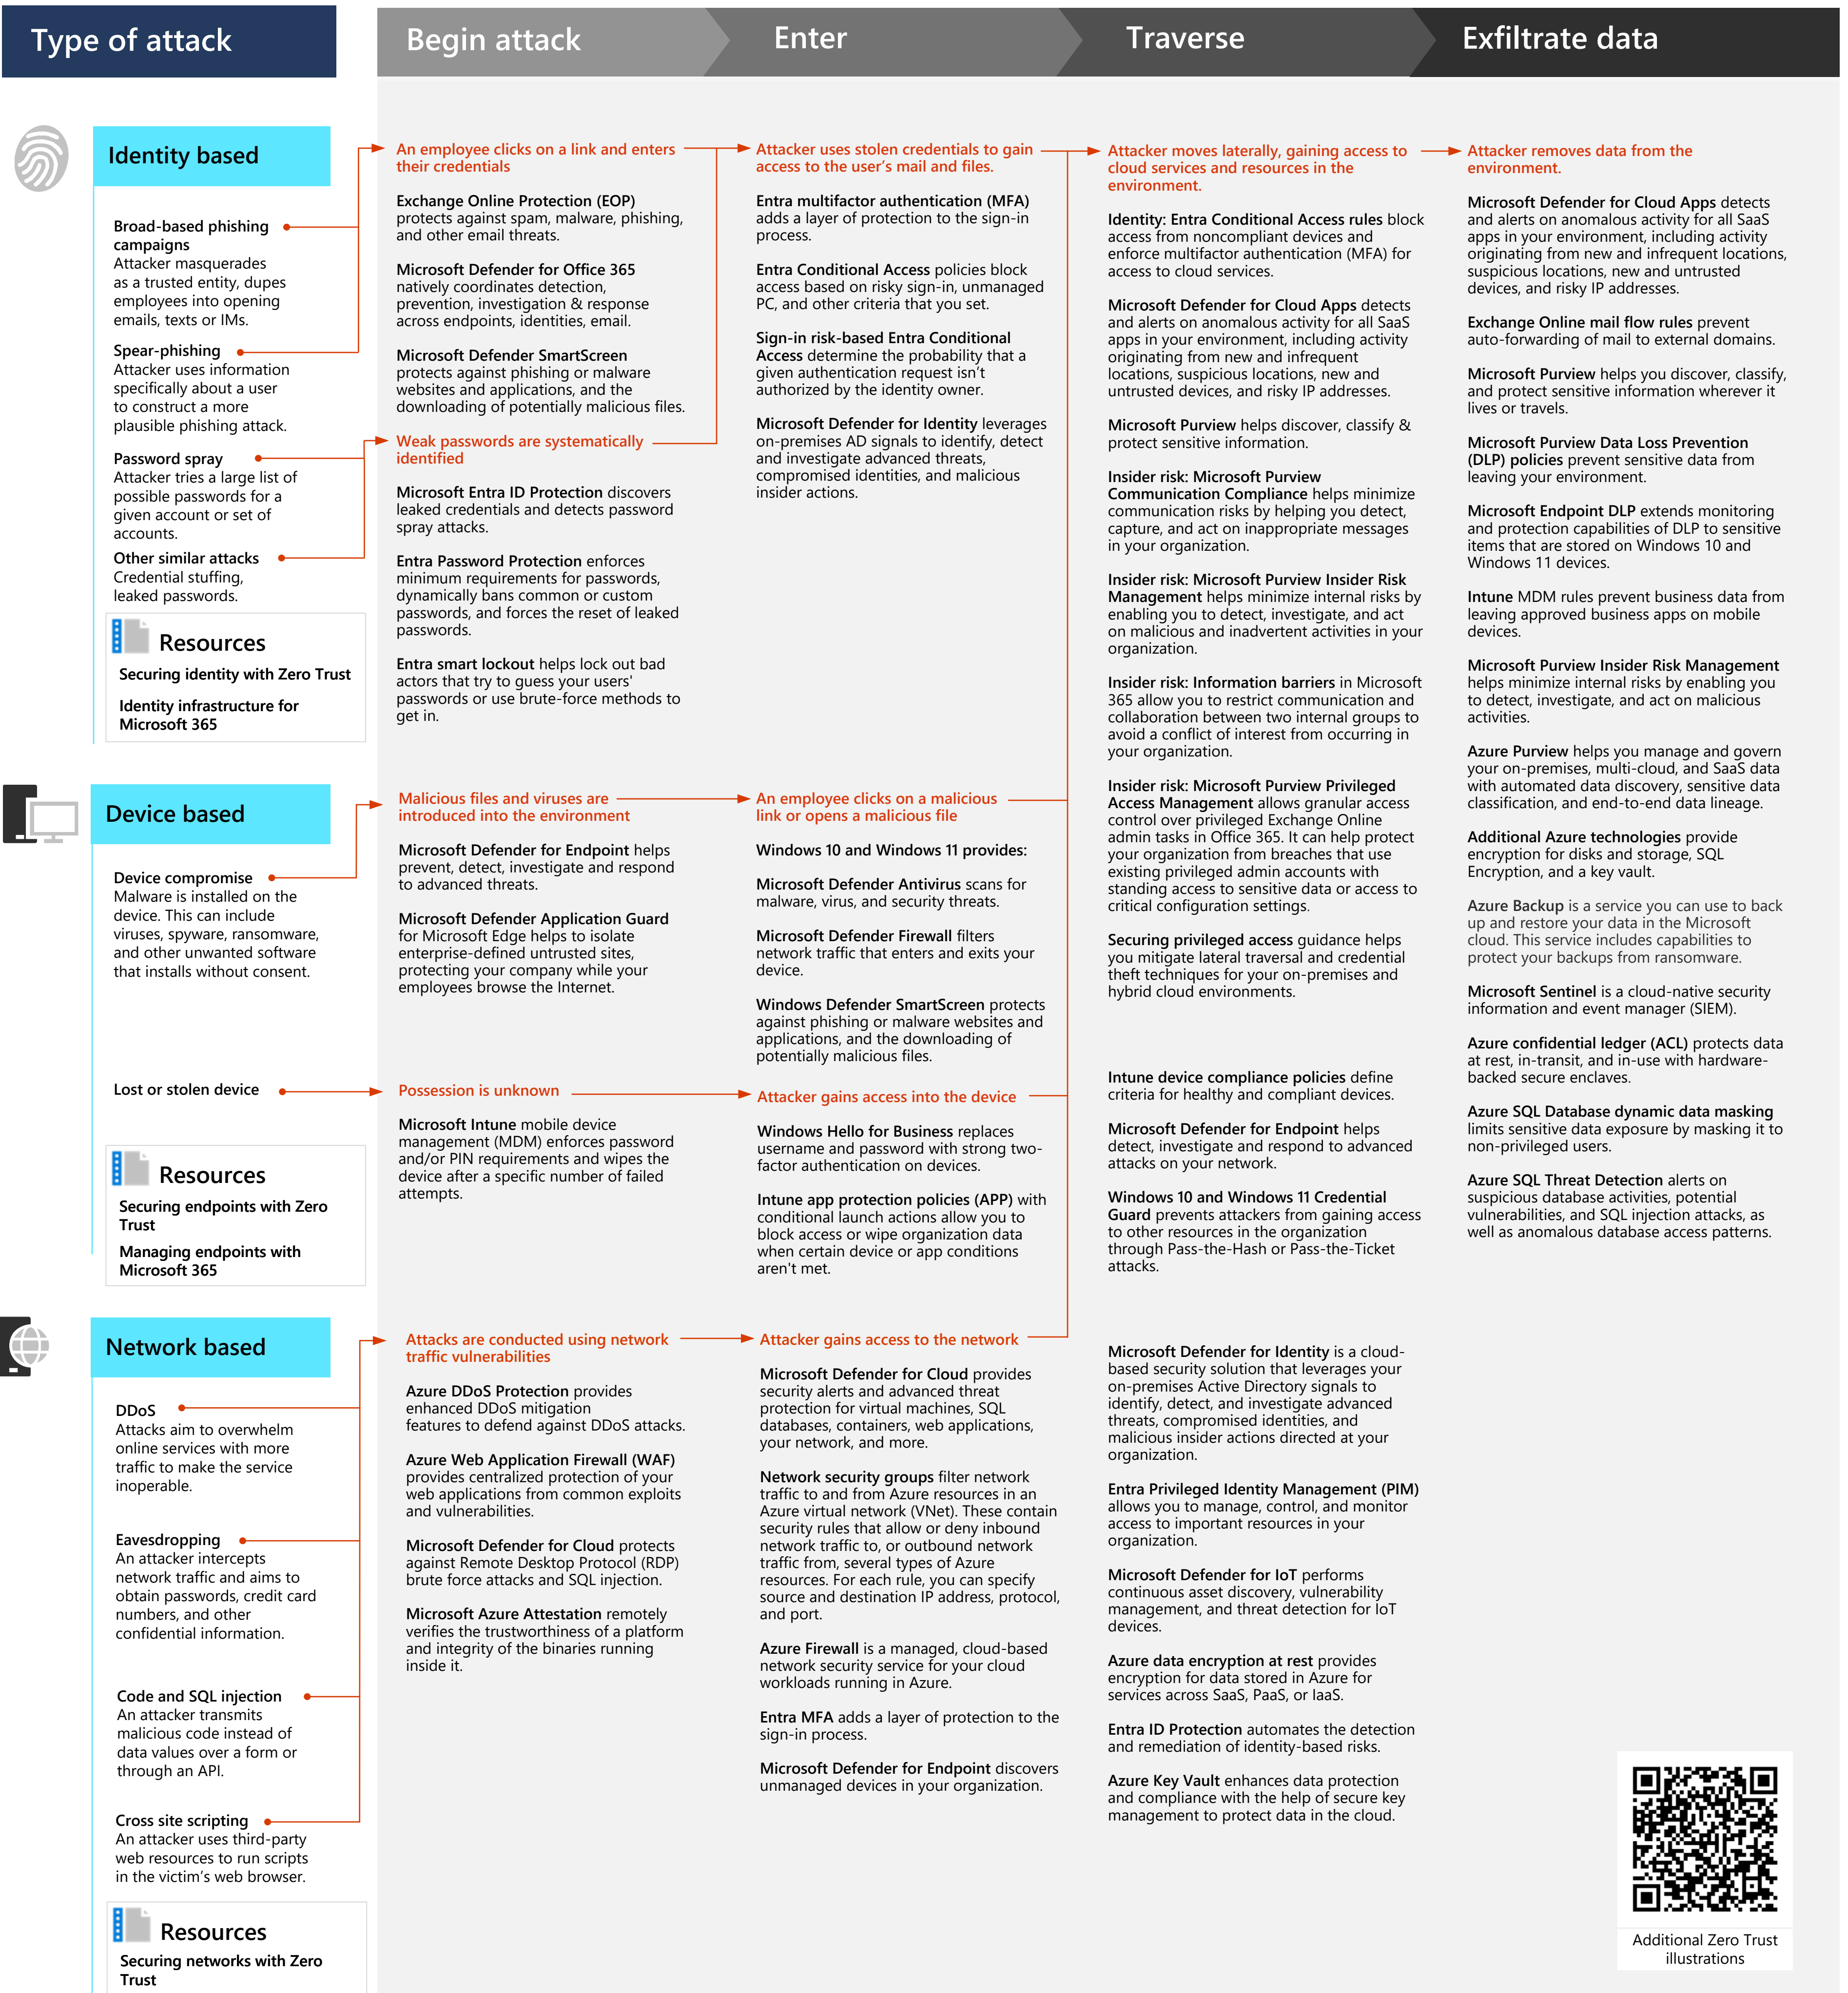 Type of attack
Begin attack
Enter
Traverse
Exfiltrate data
Identity based
Broad-based phishing
campaigns
Attacker masquerades
as a trusted entity, dupes
employees into opening
emails, texts or IMs.
Spear-phishing
Attacker uses information
specifically about a user
to construct a more
plausible phishing attack.
Password spray
Attacker tries a large list of
possible passwords for a
given account or set of
accounts.
Other similar attacks
Credential stuffing,
leaked passwords.
Resources
Securing identity with Zero Trust
Identity infrastructure for
Microsoft 365
An employee clicks on a link and enters
their credentials
Exchange Online Protection (EOP)
protects against spam, malware, phishing,
and other email threats.
Microsoft Defender for Office 365
natively coordinates detection,
prevention, investigation & response
across endpoints, identities, email.
Microsoft Defender SmartScreen
protects against phishing or malware
websites and applications, and the
downloading of potentially malicious files.
Weak passwords are systematically
identified
Microsoft Entra ID Protection discovers
leaked credentials and detects password
spray attacks.
Entra Password Protection enforces
minimum requirements for passwords,
dynamically bans common or custom
passwords, and forces the reset of leaked
passwords.
Entra smart lockout helps lock out bad
actors that try to guess your users'
passwords or use brute-force methods to
get in.
Attacker uses stolen credentials to gain
access to the user's mail and files.
Entra multifactor authentication (MFA)
adds a layer of protection to the sign-in
process.
Entra Conditional Access policies block
access based on risky sign-in, unmanaged
PC, and other criteria that you set.
Sign-in risk-based Entra Conditional
Access determine the probability that a
given authentication request isn't
authorized by the identity owner.
Microsoft Defender for Identity leverages
on-premises AD signals to identify, detect
and investigate advanced threats,
compromised identities, and malicious
insider actions.
Attacker moves laterally, gaining access to
cloud services and resources in the
environment.
Identity: Entra Conditional Access rules block
access from noncompliant devices and
enforce multifactor authentication (MFA) for
access to cloud services.
Microsoft Defender for Cloud Apps detects
and alerts on anomalous activity for all SaaS
apps in your environment, including activity
originating from new and infrequent
locations, suspicious locations, new and
untrusted devices, and risky IP addresses.
Microsoft Purview helps discover, classify &
protect sensitive information.
Insider risk: Microsoft Purview
Communication Compliance helps minimize
communication risks by helping you detect,
capture, and act on inappropriate messages
in your organization.
Insider risk: Microsoft Purview Insider Risk
Management helps minimize internal risks by
enabling you to detect, investigate, and act
on malicious and inadvertent activities in your
organization.
Insider risk: Information barriers in Microsoft
365 allow you to restrict communication and
collaboration between two internal groups to
avoid a conflict of interest from occurring in
your organization.
Insider risk: Microsoft Purview Privileged
Access Management allows granular access
control over privileged Exchange Online
admin tasks in Office 365. It can help protect
your organization from breaches that use
existing privileged admin accounts with
standing access to sensitive data or access to
critical configuration settings.
Securing privileged access guidance helps
you mitigate lateral traversal and credential
theft techniques for your on-premises and
hybrid cloud environments.
Attacker removes data from the
environment.
Microsoft Defender for Cloud Apps detects
and alerts on anomalous activity for all SaaS
apps in your environment, including activity
originating from new and infrequent locations,
suspicious locations, new and untrusted
devices, and risky IP addresses.
Exchange Online mail flow rules prevent
auto-forwarding of mail to external domains.
Microsoft Purview helps you discover, classify,
and protect sensitive information wherever it
lives or travels.
Microsoft Purview Data Loss Prevention
(DLP) policies prevent sensitive data from
leaving your environment.
Microsoft Endpoint DLP extends monitoring
and protection capabilities of DLP to sensitive
items that are stored on Windows 10 and
Windows 11 devices.
Intune MDM rules prevent business data from
leaving approved business apps on mobile
devices.
Microsoft Purview Insider Risk Management
helps minimize internal risks by enabling you
to detect, investigate, and act on malicious
activities.
Azure Purview helps you manage and govern
your on-premises, multi-cloud, and SaaS data
with automated data discovery, sensitive data
classification, and end-to-end data lineage.
Additional Azure technologies provide
encryption for disks and storage, SQL
Encryption, and a key vault.
Azure Backup is a service you can use to back
up and restore your data in the Microsoft
cloud. This service includes capabilities to
protect your backups from ransomware.
Microsoft Sentinel is a cloud-native security
information and event manager (SIEM).
Azure confidential ledger (ACL) protects data
at rest, in-transit, and in-use with hardware-
backed secure enclaves.
Azure SQL Database dynamic data masking
limits sensitive data exposure by masking it to
non-privileged users.
Azure SQL Threat Detection alerts on
suspicious database activities, potential
vulnerabilities, and SQL injection attacks, as
well as anomalous database access patterns.
Device based
Device compromise
Malware is installed on the
device. This can include
viruses, spyware, ransomware,
and other unwanted software
that installs without consent.
Lost or stolen device
Resources
Securing endpoints with Zero
Trust
Managing endpoints with
Microsoft 365
Malicious files and viruses are
introduced into the environment
Microsoft Defender for Endpoint helps
prevent, detect, investigate and respond
to advanced threats.
Microsoft Defender Application Guard
for Microsoft Edge helps to isolate
enterprise-defined untrusted sites,
protecting your company while your
employees browse the Internet.
Possession is unknown
Microsoft Intune mobile device
management (MDM) enforces password
and/or PIN requirements and wipes the
device after a specific number of failed
attempts.
An employee clicks on a malicious
link or opens a malicious file
Windows 10 and Windows 11 provides:
Microsoft Defender Antivirus scans for
malware, virus, and security threats.
Microsoft Defender Firewall filters
network traffic that enters and exits your
device.
Windows Defender SmartScreen protects
against phishing or malware websites and
applications, and the downloading of
potentially malicious files.
Attacker gains access into the device
Windows Hello for Business replaces
username and password with strong two-
factor authentication on devices.
Intune app protection policies (APP) with
conditional launch actions allow you to
block access or wipe organization data
when certain device or app conditions
aren't met.
Intune device compliance policies define
criteria for healthy and compliant devices.
Microsoft Defender for Endpoint helps
detect, investigate and respond to advanced
attacks on your network.
Windows 10 and Windows 11 Credential
Guard prevents attackers from gaining access
to other resources in the organization
through Pass-the-Hash or Pass-the-Ticket
attacks.
Network based
DDoS
Attacks aim to overwhelm
online services with more
traffic to make the service
inoperable.
Eavesdropping
An attacker intercepts
network traffic and aims to
obtain passwords, credit card
numbers, and other
confidential information.
Code and SQL injection
An attacker transmits
malicious code instead of
data values over a form or
through an API.
Cross site scripting
An attacker uses third-party
web resources to run scripts
in the victim's web browser.
Resources
Securing networks with Zero
Trust
Attacks are conducted using network
traffic vulnerabilities
Azure DDoS Protection provides
enhanced DDoS mitigation
features to defend against DDoS attacks.
Azure Web Application Firewall (WAF)
provides centralized protection of your
web applications from common exploits
and vulnerabilities.
Microsoft Defender for Cloud protects
against Remote Desktop Protocol (RDP)
brute force attacks and SQL injection.
Microsoft Azure Attestation remotely
verifies the trustworthiness of a platform
and integrity of the binaries running
inside it.
Attacker gains access to the network
Microsoft Defender for Cloud provides
security alerts and advanced threat
protection for virtual machines, SQL
databases, containers, web applications,
your network, and more.
Network security groups filter network
traffic to and from Azure resources in an
Azure virtual network (VNet). These contain
security rules that allow or deny inbound
network traffic to, or outbound network
traffic from, several types of Azure
resources. For each rule, you can specify
source and destination IP address, protocol,
and port.
Azure Firewall is a managed, cloud-based
network security service for your cloud
workloads running in Azure.
Entra MFA adds a layer of protection to the
sign-in process.
Microsoft Defender for Endpoint discovers
unmanaged devices in your organization.
Microsoft Defender for Identity is a cloud-
based security solution that leverages your
on-premises Active Directory signals to
identify, detect, and investigate advanced
threats, compromised identities, and
malicious insider actions directed at your
organization.
Entra Privileged Identity Management (PIM)
allows you to manage, control, and monitor
access to important resources in your
organization.
Microsoft Defender for IoT performs
continuous asset discovery, vulnerability
management, and threat detection for IoT
devices.
Azure data encryption at rest provides
encryption for data stored in Azure for
services across SaaS, PaaS, or IaaS.
Entra ID Protection automates the detection
and remediation of identity-based risks.
Azure Key Vault enhances data protection
and compliance with the help of secure key
management to protect data in the cloud.
Additional Zero Trust
illustrations